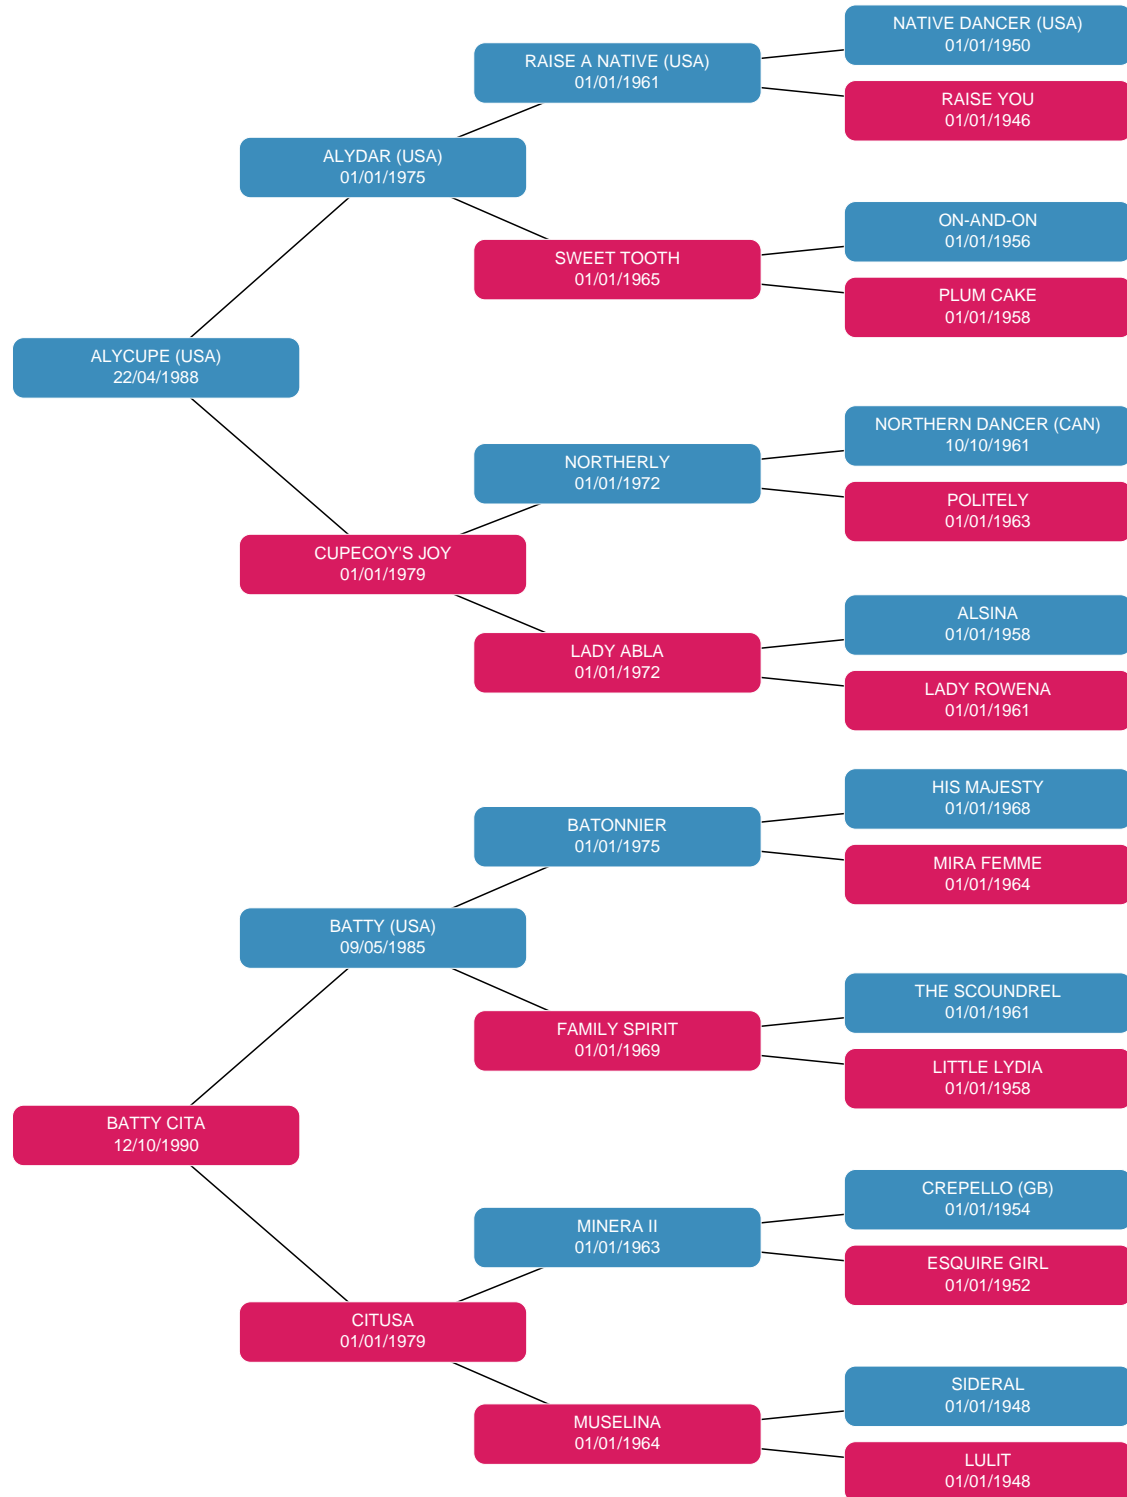 NATIVE DANCER (USA)
01/01/1950
RAISE A NATIVE (USA)
01/01/1961
RAISE YOU
01/01/1946
ALYDAR (USA)
01/01/1975
ON-AND-ON
01/01/1956
SWEET TOOTH
01/01/1965
PLUM CAKE
01/01/1958
ALYCUPE (USA)
22/04/1988
NORTHERN DANCER (CAN)
10/10/1961
NORTHERLY
01/01/1972
POLITELY
01/01/1963
CUPECOY'S JOY
01/01/1979
ALSINA
01/01/1958
LADY ABLA
01/01/1972
LADY ROWENA
01/01/1961
HIS MAJESTY
01/01/1968
BATONNIER
01/01/1975
MIRA FEMME
01/01/1964
BATTY (USA)
09/05/1985
THE SCOUNDREL
01/01/1961
FAMILY SPIRIT
01/01/1969
LITTLE LYDIA
01/01/1958
BATTY CITA
12/10/1990
CREPELLO (GB)
01/01/1954
MINERA II
01/01/1963
ESQUIRE GIRL
01/01/1952
CITUSA
01/01/1979
SIDERAL
01/01/1948
MUSELINA
01/01/1964
LULIT
01/01/1948